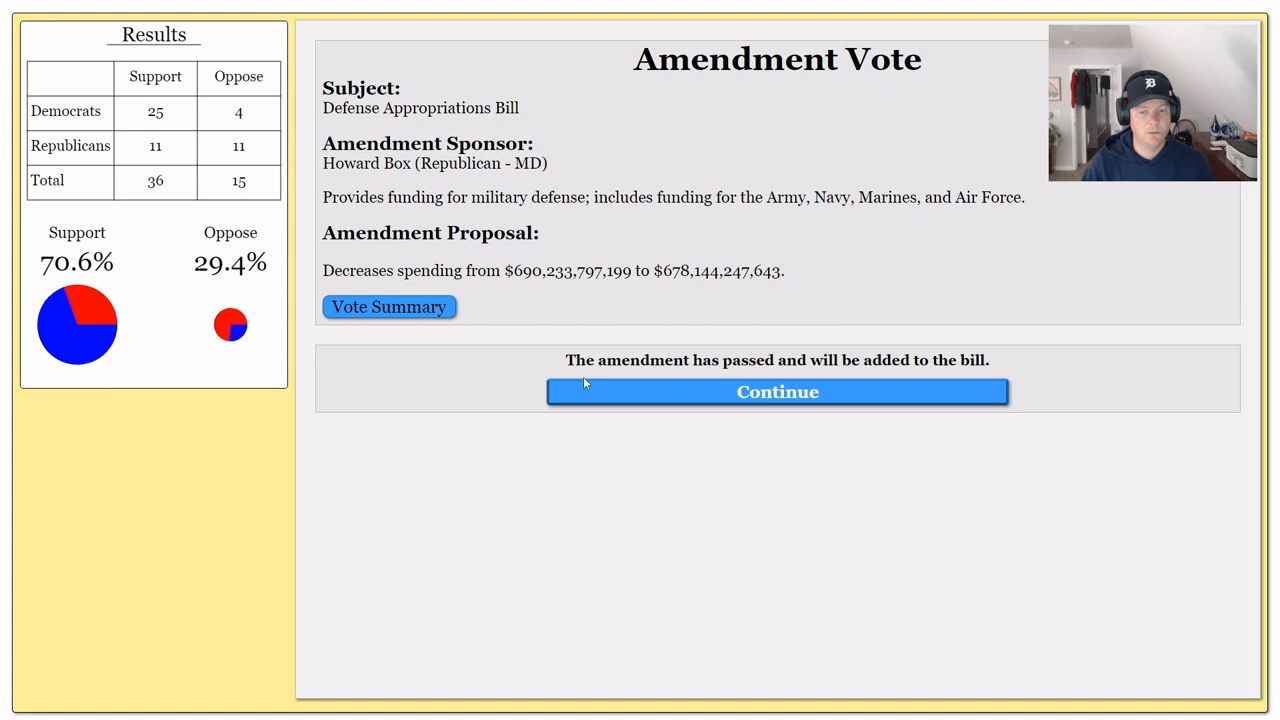 Results
Support Oppose
Democrats 25 4
Republicans 11 11
Total 36 15
Support Oppose
70.6% 29.4%
Amendment Vote
Subject:
Defense Appropriations Bill
Amendment Sponsor:
Howard Box (Republican - MD)
Provides funding for military defense; includes funding for the Army, Navy, Marines, and Air Force.
Amendment Proposal:
Decreases spending from $690,233,797,199 to $678,144,247,643.
Vote Summary
The amendment has passed and will be added to the bill.
Continue